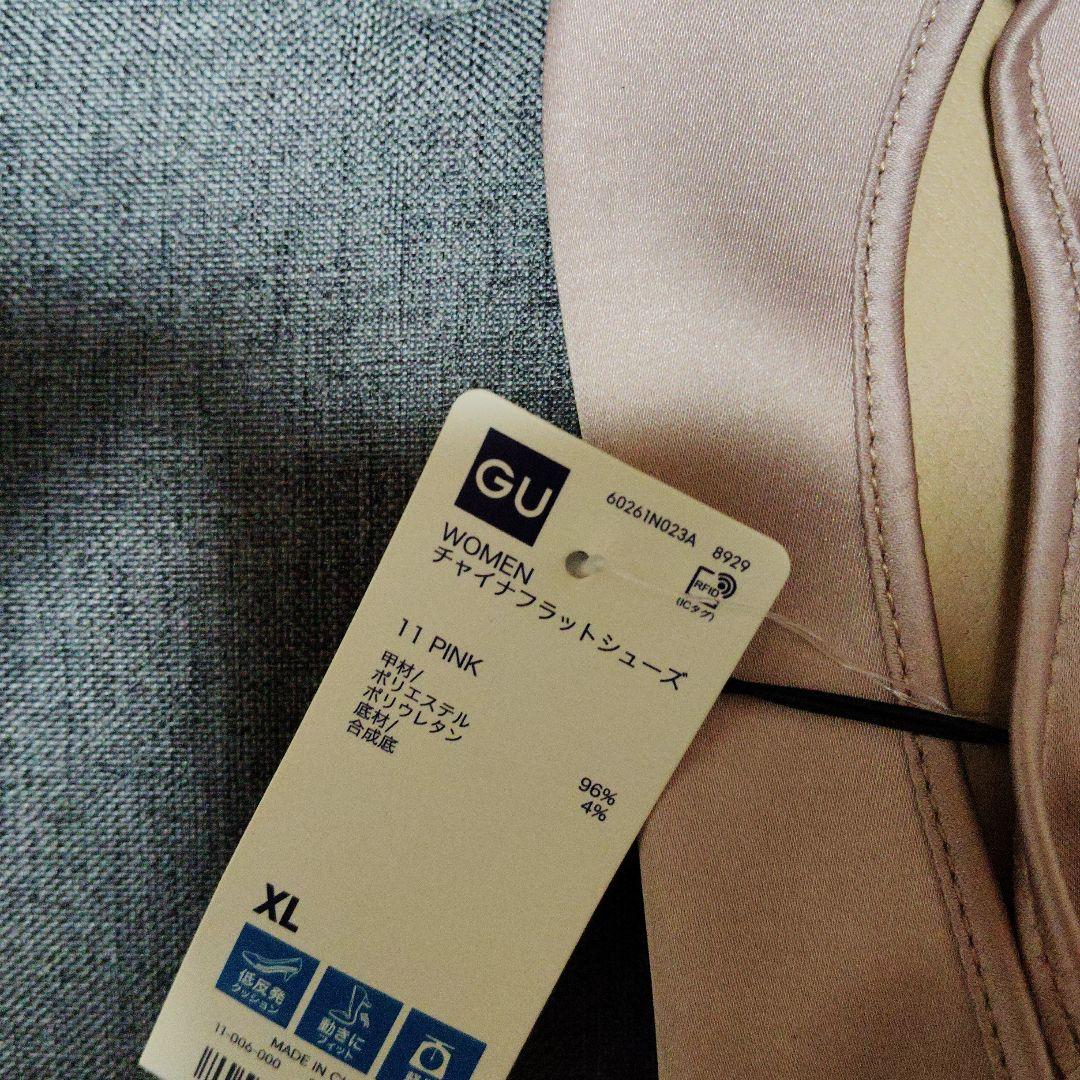 GU
60261N023A 8929
RFID
(ICタグ)
WOMEN
チャイナフラットシューズ
11 PINK
甲材/
ポリエステル 96%
ポリウレタン 4%
底材/
合成底
XL
低反発
クッション
動きに
フィット
11-006-000
MADE IN